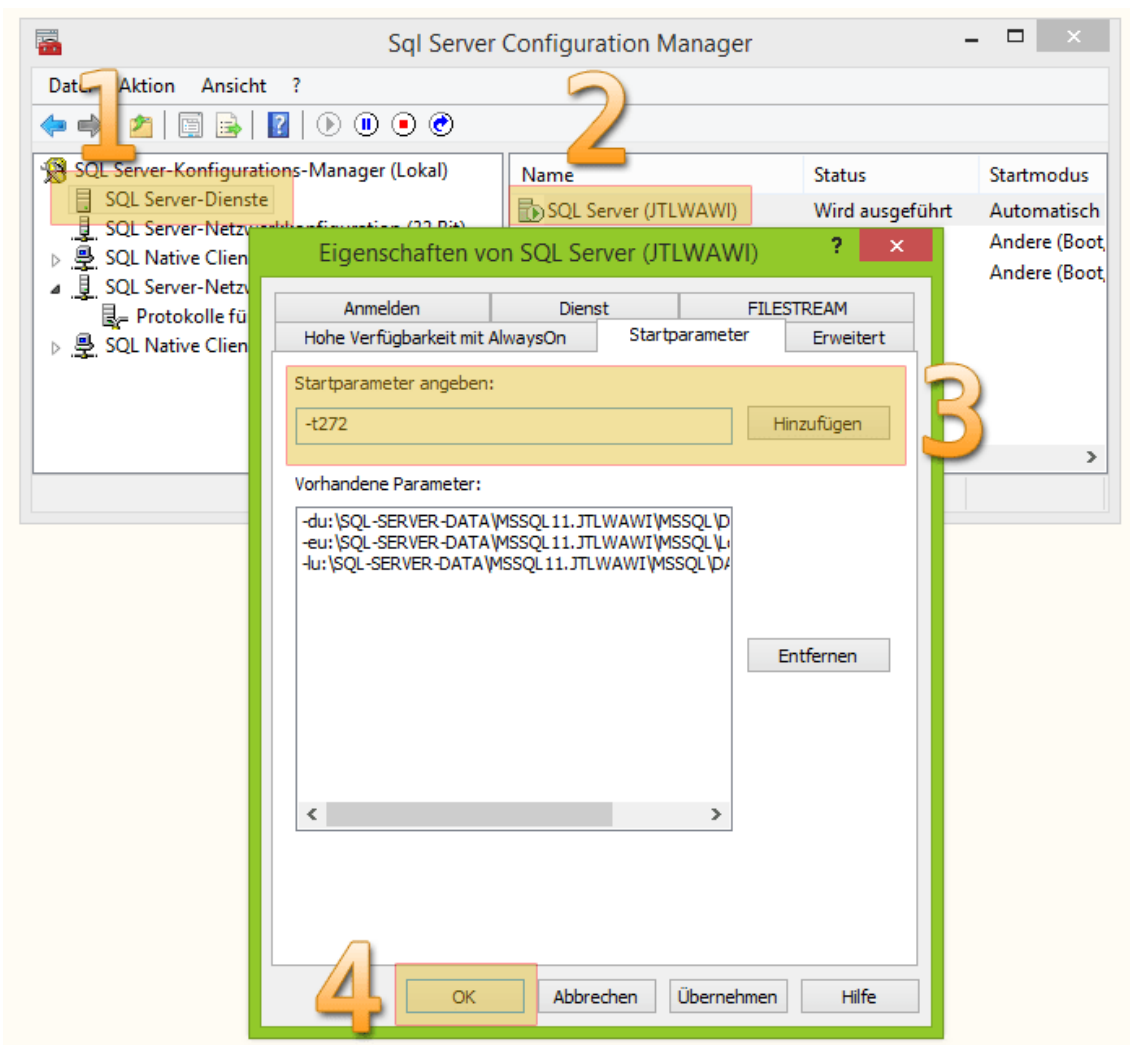 Sql Server Configuration Manager
Aktion Ansicht ?
1
2
SQL Server-Konfigurations-Manager (Lokal)
SQL Server-Dienste
SQL Server-Netzwerkkonfiguration (32 Bit)
SQL Native Clien
SQL Server-Netzw
Protokolle fü
SQL Native Clien
Name Status Startmodus
SQL Server (JTLWAWI) Wird ausgeführt Automatisch
Andere (Boot,
Andere (Boot,
Eigenschaften von SQL Server (JTLWAWI) ?
Anmelden Dienst FILESTREAM
Hohe Verfügbarkeit mit AlwaysOn Startparameter Erweitert
Startparameter angeben:
-t272 Hinzufügen
3
Vorhandene Parameter:
-du:\SQL-SERVER-DATA\MSSQL11.JTLWAWI\MSSQL\D
-eu:\SQL-SERVER-DATA\MSSQL11.JTLWAWI\MSSQL\L
-lu:\SQL-SERVER-DATA\MSSQL11.JTLWAWI\MSSQL\DA
Entfernen
4
OK Abbrechen Übernehmen Hilfe